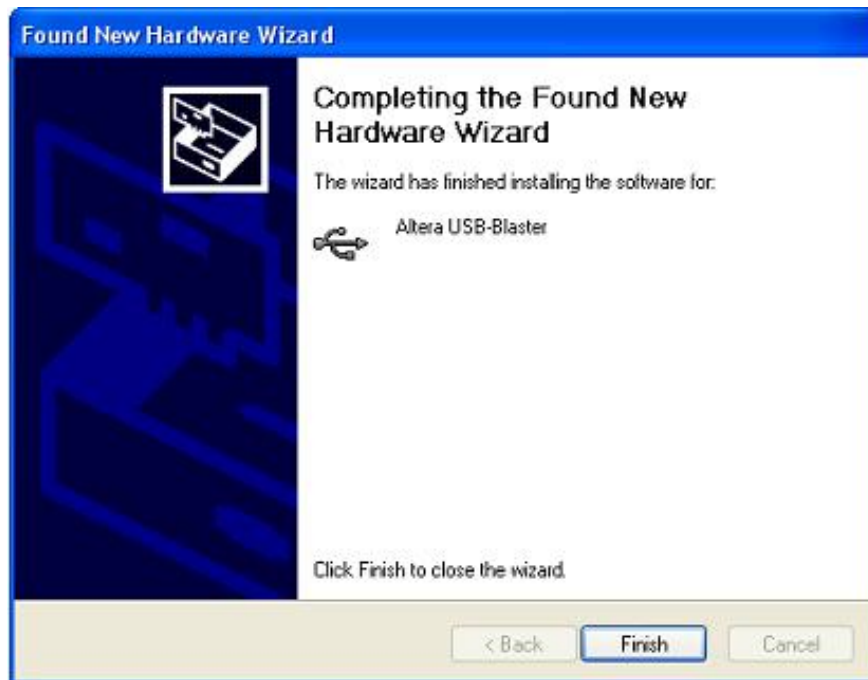 Found New Hardware Wizard
Completing the Found New
Hardware Wizard
The wizard has finished installing the software for:
Altera USB-Blaster
Click Finish to close the wizard.
< Back
Finish
Cancel